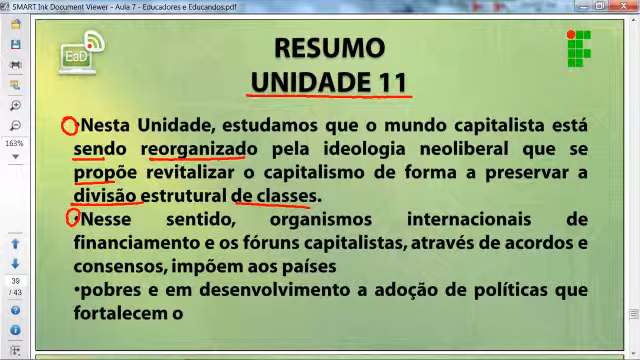 SMART Ink Document Viewer - Aula 7 - Educadores e Educandos.pdf
EaD
RESUMO
UNIDADE 11
•Nesta Unidade, estudamos que o mundo capitalista está
sendo reorganizado pela ideologia neoliberal que se
propõe revitalizar o capitalismo de forma a preservar a
divisão estrutural de classes.
•Nesse sentido, organismos internacionais de
financiamento e os fóruns capitalistas, através de acordos e
consensos, impõem aos países
•pobres e em desenvolvimento a adoção de políticas que
fortalecem o
163%
39
/ 43